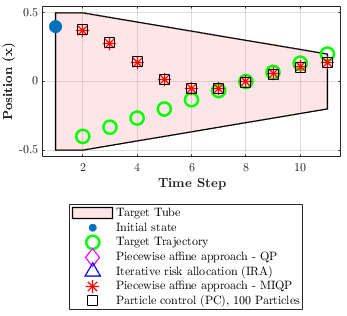 0.5
0
-0.5
Position (x)
2
4
6
8
10
Time Step
Target Tube
Initial state
Target Trajectory
Piecewise affine approach - QP
Iterative risk allocation (IRA)
Piecewise affine approach - MIQP
Particle control (PC), 100 Particles